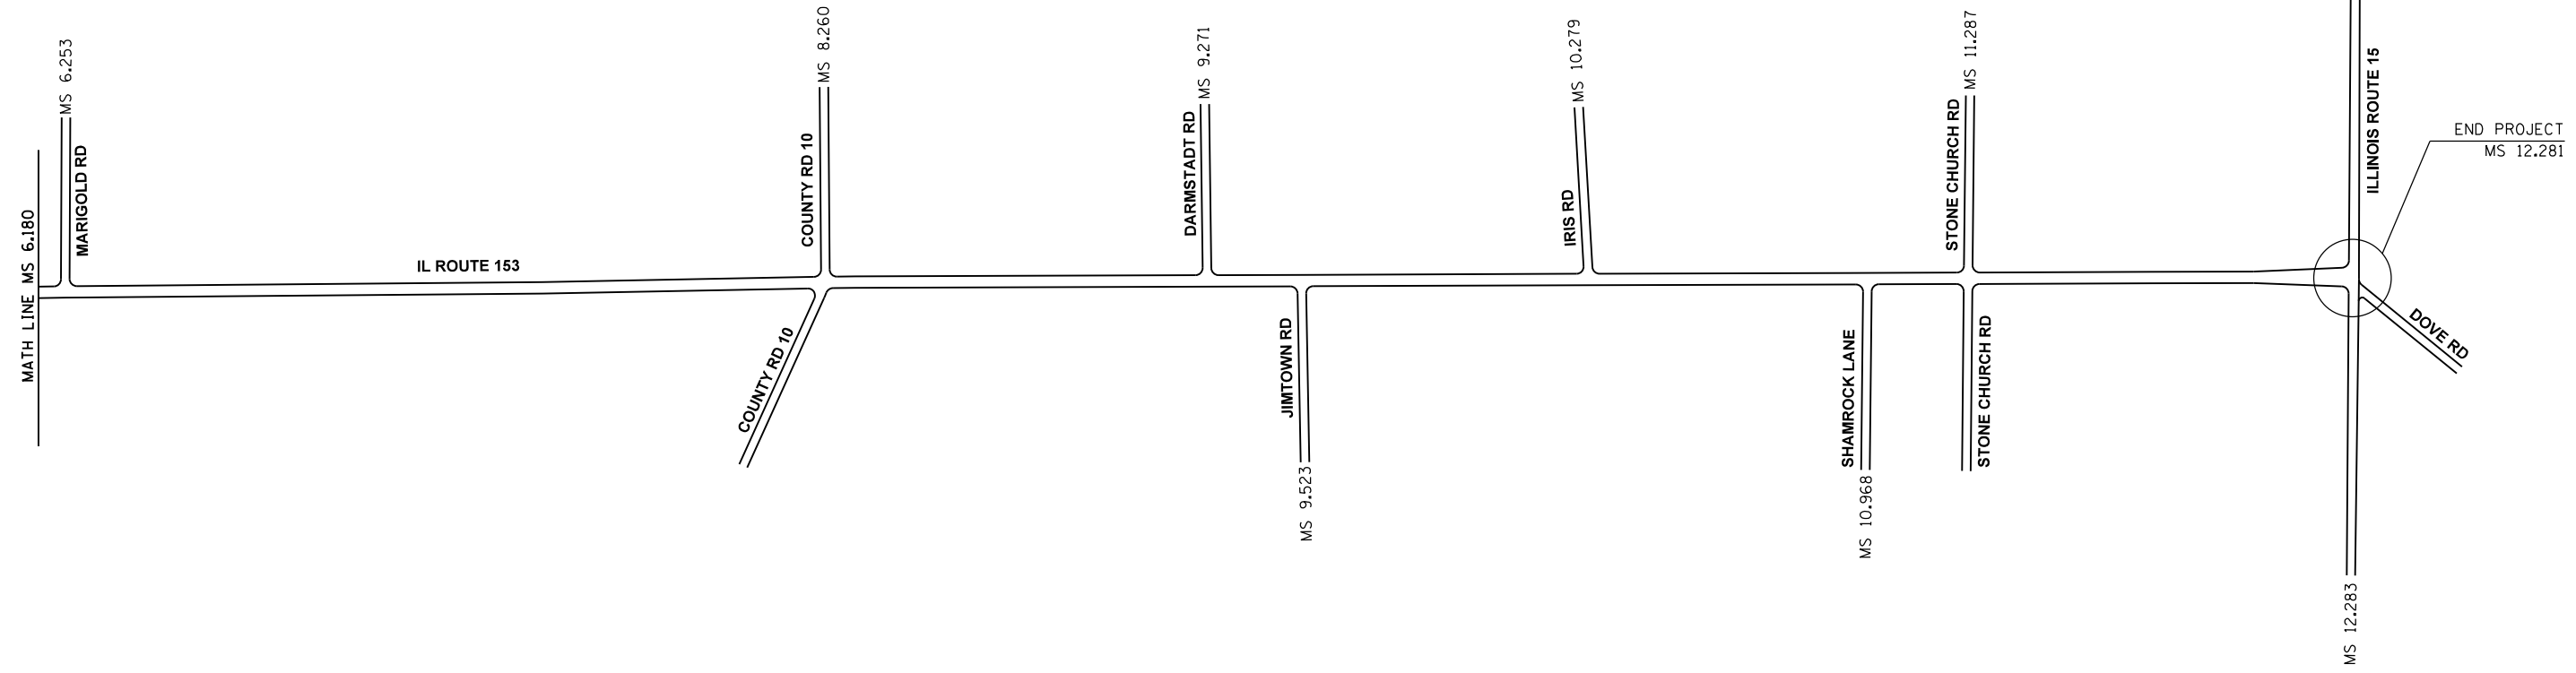 MATH LINE MS 6.180
MS 6.253
MARIGOLD RD
IL ROUTE 153
MS 8.260
COUNTY RD 10
COUNTY RD 10
MS 9.271
DARMSTADT RD
JIMTOWN RD
MS 9.523
MS 10.279
IRIS RD
SHAMROCK LANE
MS 10.968
MS 11.287
STONE CHURCH RD
STONE CHURCH RD
ILLINOIS ROUTE 15
END PROJECT
MS 12.281
DOVE RD
MS 12.283